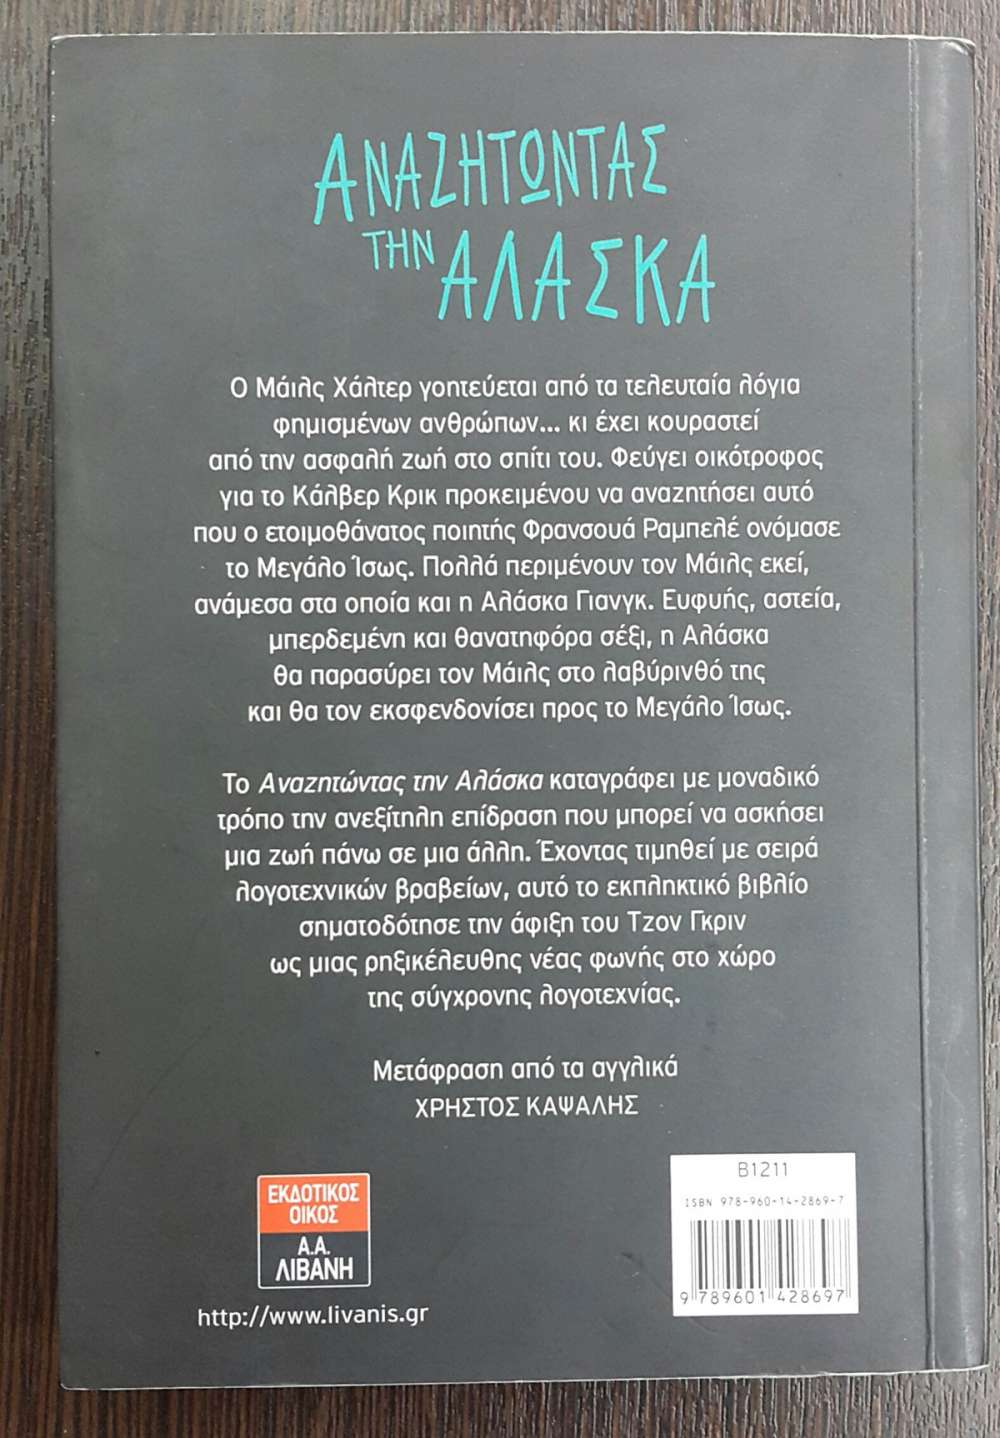 ΑΝΑΖΗΤΩΝΤΑΣ
ΤΗΝ ΑΛΑΣΚΑ
Ο Μάιλς Χάλτερ γοητεύεται από τα τελευταία λόγια
φημισμένων ανθρώπων... κι έχει κουραστεί
από την ασφαλή ζωή στο σπίτι του. Φεύγει οικότροφος
για το Κάλβερ Κρικ προκειμένου να αναζητήσει αυτό
που ο ετοιμοθάνατος ποιητής Φρανσουά Ραμπελέ ονόμασε
το Μεγάλο Ίσως. Πολλά περιμένουν τον Μάιλς εκεί,
ανάμεσα στα οποία και η Αλάσκα Γιανγκ. Ευφυής, αστεία,
μπερδεμένη και θανατηφόρα σέξι, η Αλάσκα
θα παρασύρει τον Μάιλς στο λαβύρινθό της
και θα τον εκσφενδονίσει προς το Μεγάλο Ίσως.
Το Αναζητώντας την Αλάσκα καταγράφει με μοναδικό
τρόπο την ανεξίτηλη επίδραση που μπορεί να ασκήσει
μια ζωή πάνω σε μια άλλη. Έχοντας τιμηθεί με σειρά
λογοτεχνικών βραβείων, αυτό το εκπληκτικό βιβλίο
σηματοδότησε την άφιξη του Τζον Γκριν
ως μιας ρηξικέλευθης νέας φωνής στο χώρο
της σύγχρονης λογοτεχνίας.
Μετάφραση από τα αγγλικά
ΧΡΗΣΤΟΣ ΚΑΨΑΛΗΣ
ΕΚΔΟΤΙΚΟΣ
ΟΙΚΟΣ
Α.Α.
ΛΙΒΑΝΗ
http://www.livanis.gr
Β1211
ISBN 978-960-14-2869-7
9 789601 428697